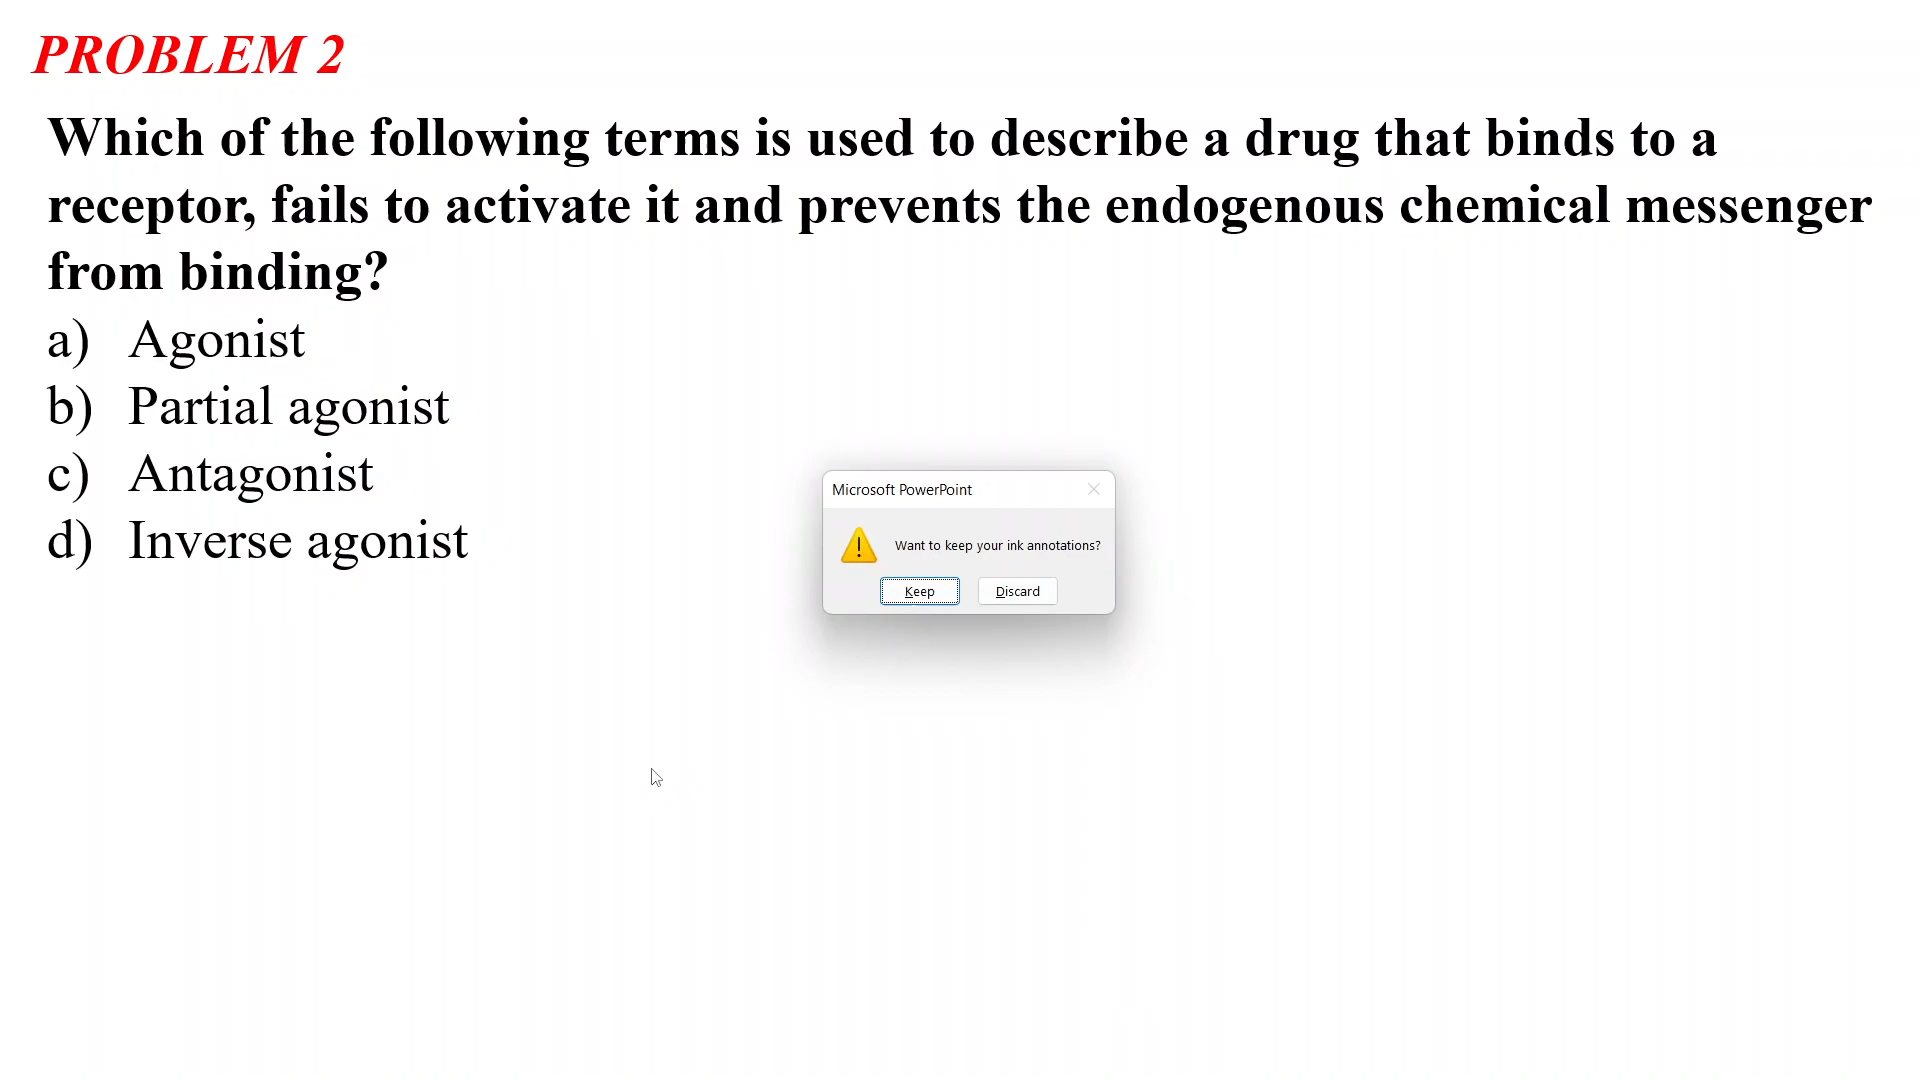 PROBLEM 2
Which of the following terms is used to describe a drug that binds to a
receptor, fails to activate it and prevents the endogenous chemical messenger
from binding?
a) Agonist
b) Partial agonist
c) Antagonist
d) Inverse agonist
Microsoft PowerPoint
Want to keep your ink annotations?
Keep Discard